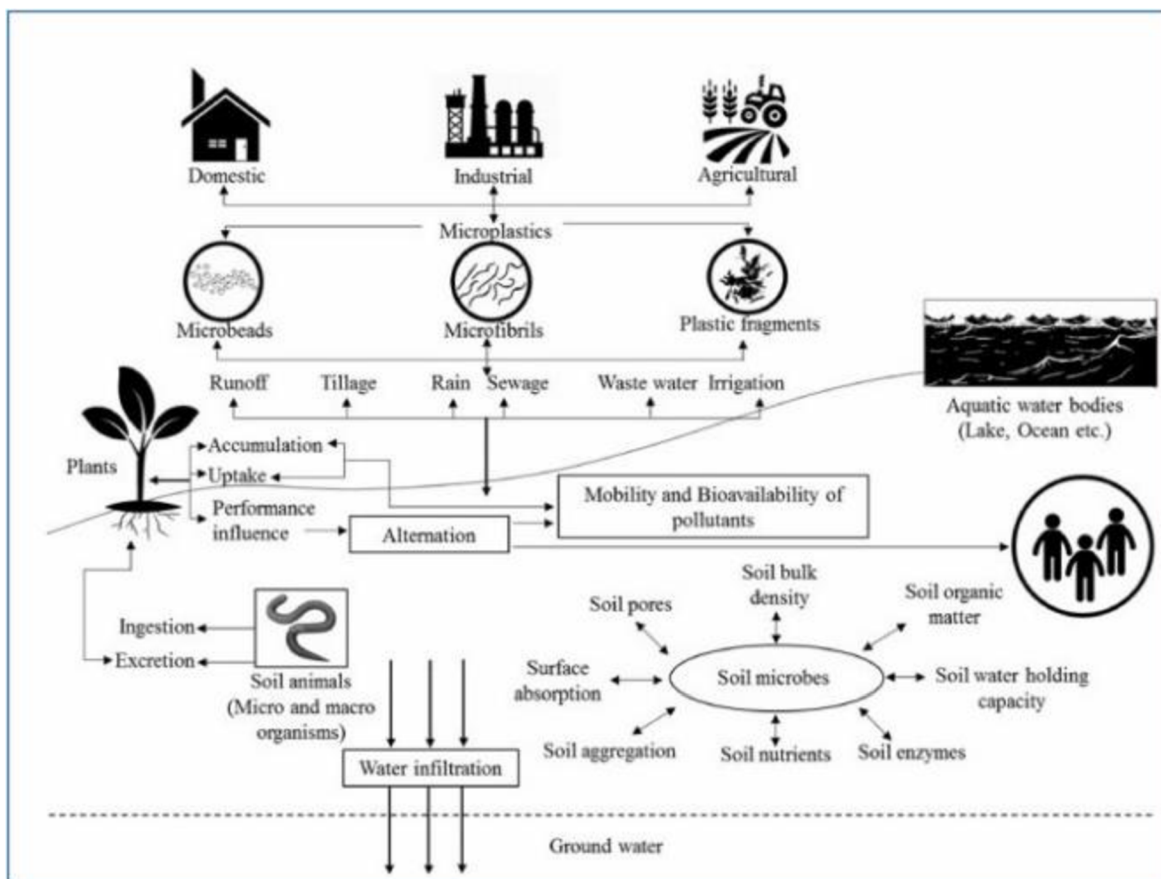 Domestic
Industrial
Agricultural
Microplastics
Microbeads
Microfibrils
Plastic fragments
Runoff
Tillage
Rain
Sewage
Waste water
Irrigation
Aquatic water bodies
(Lake, Ocean etc.)
Plants
Accumulation
Uptake
Performance
influence
Alternation
Mobility and Bioavailability of
pollutants
Ingestion
Excretion
Soil animals
(Micro and macro
organisms)
Soil pores
Soil bulk
density
Soil organic
matter
Surface
absorption
Soil microbes
Soil water holding
capacity
Soil aggregation
Soil nutrients
Soil enzymes
Water infiltration
Ground water